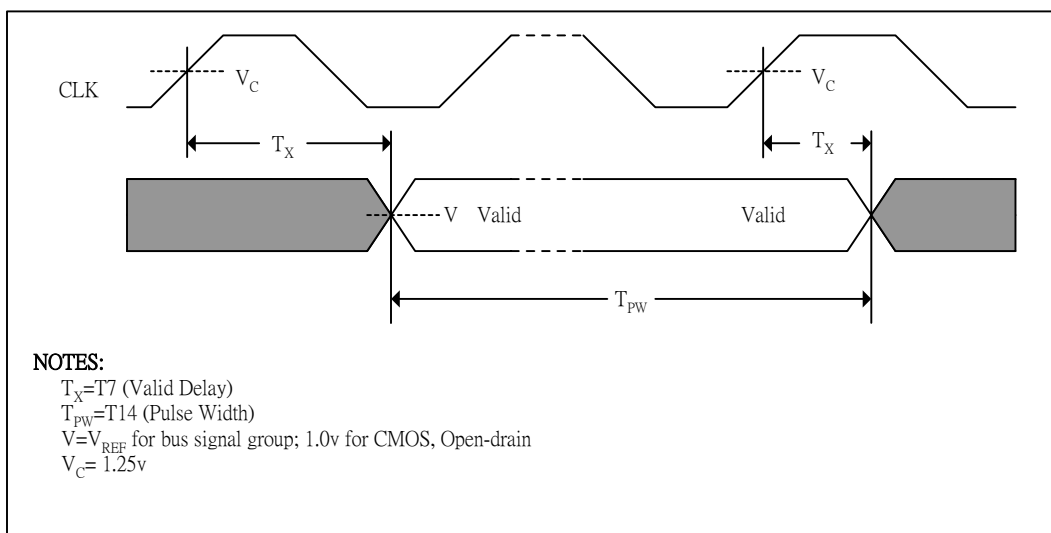 V_C
V_C
CLK
T_X
T_X
V Valid Valid
T_PW
NOTES:
T_X=T7 (Valid Delay)
T_PW=T14 (Pulse Width)
V=V_REF for bus signal group; 1.0v for CMOS, Open-drain
V_C= 1.25v